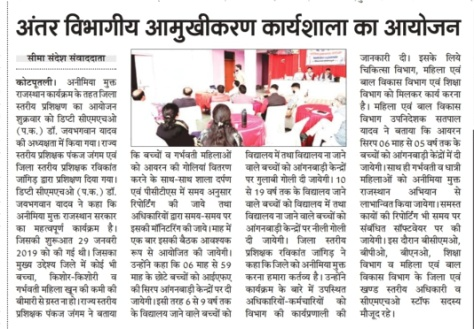 अंतर विभागीय आमुखीकरण कार्यशाला का आयोजन
सीमा संदेश संवाददाता
कोटपूतली। अनीमिया मुक्त
राजस्थान कार्यक्रम के तहत जिला
स्तरीय प्रशिक्षण का आयोजन
शुक्रवार को डिप्टी सीएमएचओ
(प.क.) डॉ. जयभगवान यादव
की अध्यक्षता में किया गया। राज्य
स्तरीय प्रशिक्षक पंकज जंगम एवं
जिला स्तरीय प्रशिक्षक रविकांत
जांगिड़ द्वारा प्रशिक्षण दिया गया।
डिप्टी सीएमएचओ (प.क.) डॉ.
जयभगवान यादव ने कहा कि
अनीमिया मुक्त राजस्थान सरकार
का महत्वपूर्ण कार्यक्रम है।
जिसकी शुरूआत 29 जनवरी
2019 को की गई थी। जिसका
मुख्य उद्देश्य जिले में कोई भी
बच्चा, किशोर-किशोरी व
गर्भवती महिला खून की कमी की
बीमारी से ग्रस्त ना हो। राज्य स्तरीय
प्रशिक्षक पंकज जंगम ने बताया
कि बच्चों व गर्भवती महिलाओं
को आयरन की गोलियां वितरण
करने के साथ-साथ शाला दर्पण
एवं पीसीटीएस में समय अनुसार
रिपोर्टिंग की जाये तथा
अधिकारियों द्वारा समय-समय पर
इसकी मॉनिटरिंग की जाये। माह में
एक बार इसकी बैठक आवश्यक
रूप से आयोजित की जायें।
उन्होंने कहा कि 06 माह से 59
माह के छोटे बच्चों को आईएफए
की सिरप आंगनबाड़ी केन्द्रों पर दी
जायेगी। इसी तरह 6 से 9 वर्ष तक
के विद्यालय जाने वाले बच्चों को
विद्यालय में तथा विद्यालय ना जाने
वाले बच्चों को आंगनबाड़ी केन्द्रों
पर गुलाबी गोली दी जायेगी। 10
से 19 वर्ष तक के विद्यालय जाने
वाले बच्चों को विद्यालय में तथा
विद्यालय ना जाने वाले बच्चों को
आंगनबाड़ी केन्द्रों पर नीली गोली
दी जायेगी। जिला स्तरीय
प्रशिक्षक रविकांत जांगिड़ ने
कहा कि जिले को अनीमिया मुक्त
करना हमारा कर्तव्य है। उन्होंने
कार्यक्रम के बारे में उपस्थित
अधिकारियों-कर्मचारियों को
विभाग की कार्यप्रणाली की
जानकारी दी। इसके लिये
चिकित्सा विभाग, महिला एवं
बाल विकास विभाग एवं शिक्षा
विभाग को मिलकर कार्य करना
है। महिला एवं बाल विकास
विभाग उपनिदेशक सतपाल
यादव ने बताया कि आयरन
सिरप 06 माह से 05 वर्ष तक के
बच्चों को आंगनबाड़ी केन्द्रों में दी
जायेगी। साथ ही गर्भवती व धात्री
महिलाओं को अनीमिया मुक्त
राजस्थान अभियान से
लाभान्वित किया जायेगा। समस्त
कार्यो की रिपोर्टिंग भी समय पर
संबंधित सॉफ्टवेयर पर की
जायेगी। इस दौरान बीसीएमओ,
बीपीओ, बीएनओ, शिक्षा
विभाग व महिला एवं बाल
विकास विभाग के जिला एवं
खण्ड स्तरीय अधिकारी व
सीएमएचओ स्टॉफ सदस्य
मौजूद रहे।